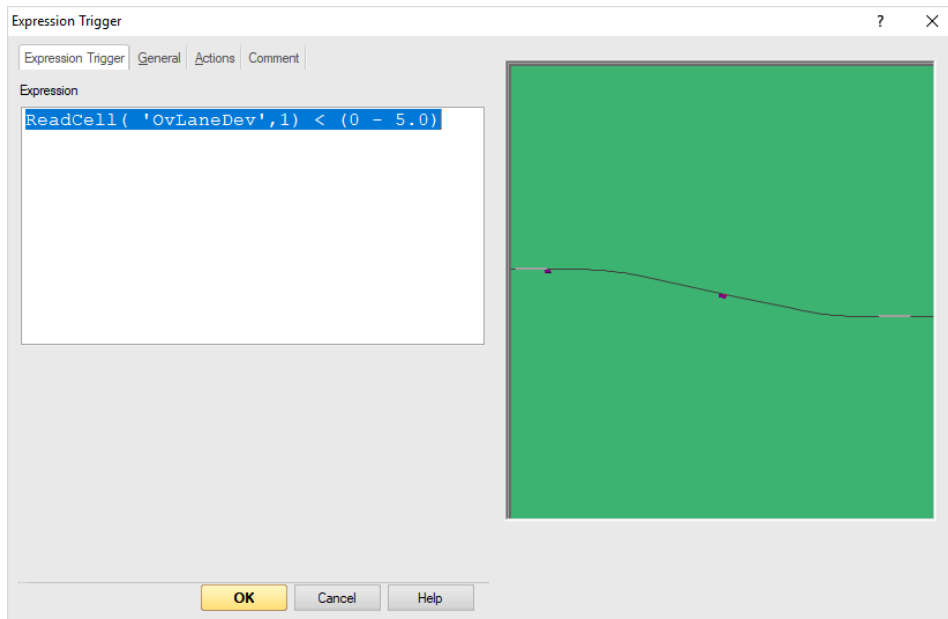 Expression Trigger
?
Expression Trigger General Actions Comment
Expression
ReadCell( 'OvLaneDev',1) < (0 - 5.0)
OK Cancel Help